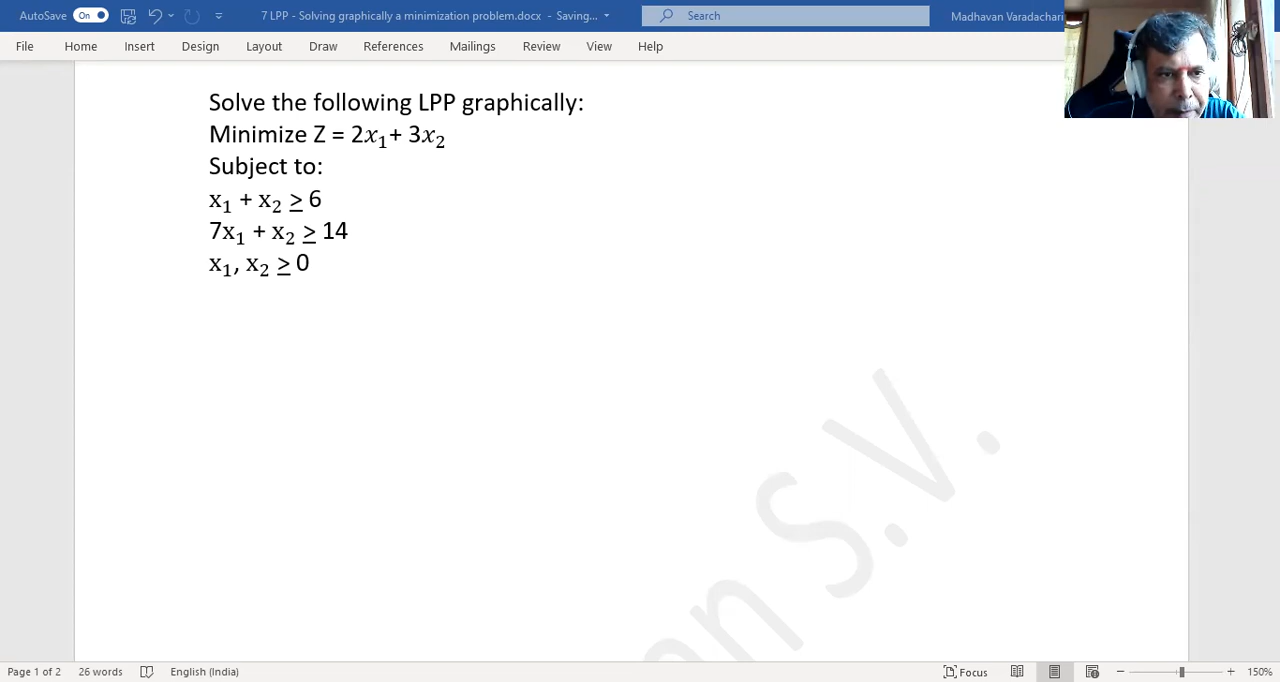 AutoSave On 7 LPP - Solving graphically a minimization problem.docx - Saving... Search Madhavan Varadachari
File Home Insert Design Layout Draw References Mailings Review View Help
Solve the following LPP graphically:
Minimize Z = 2x₁+ 3x₂
Subject to:
x₁ + x₂ ≥ 6
7x₁ + x₂ ≥ 14
x₁, x₂ ≥ 0
n S.V.
Page 1 of 2 26 words English (India) Focus 150%